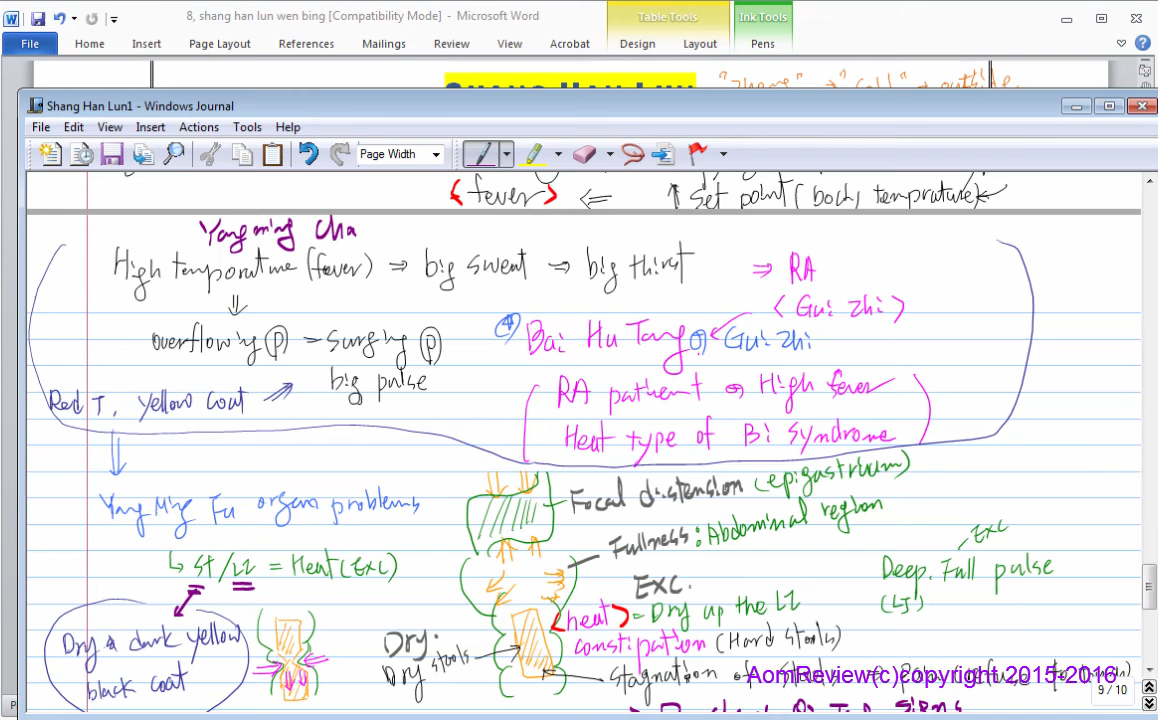 8, shang han lun wen bing [Compatibility Mode] - Microsoft Word
Table Tools
Ink Tools
File Home Insert Page Layout References Mailings Review View Acrobat Design Layout Pens
Shang Han Lun1 - Windows Journal
File Edit View Insert Actions Tools Help
Page Width
(fever) ⇐ ↑ set point (body temprature)
Yangming Cha
High temporature (fever) ⇒ big sweat ⇒ big thirst ⇒ RA
⇓
<Gui Zhi>
overflowing (P) = surging (P)
Bai Hu Tang Gui Zhi
big pulse
Red T, yellow coat
RA patient High fever
Heat type of Bi syndrome
Yang Ming Fu organ problems
Focal distension (epigastrium)
Fullness: Abdominal region
EXC
St/LI = Heat (EXC)
EXC.
Deep. Full pulse
(LI)
<heat> = Dry up the LI
Dry & dark yellow
black coat
Dry:
Dry stools
constipation (Hard stools)
stagnation of
AomReview(c)copyright 2015-2016
9 / 10
signs